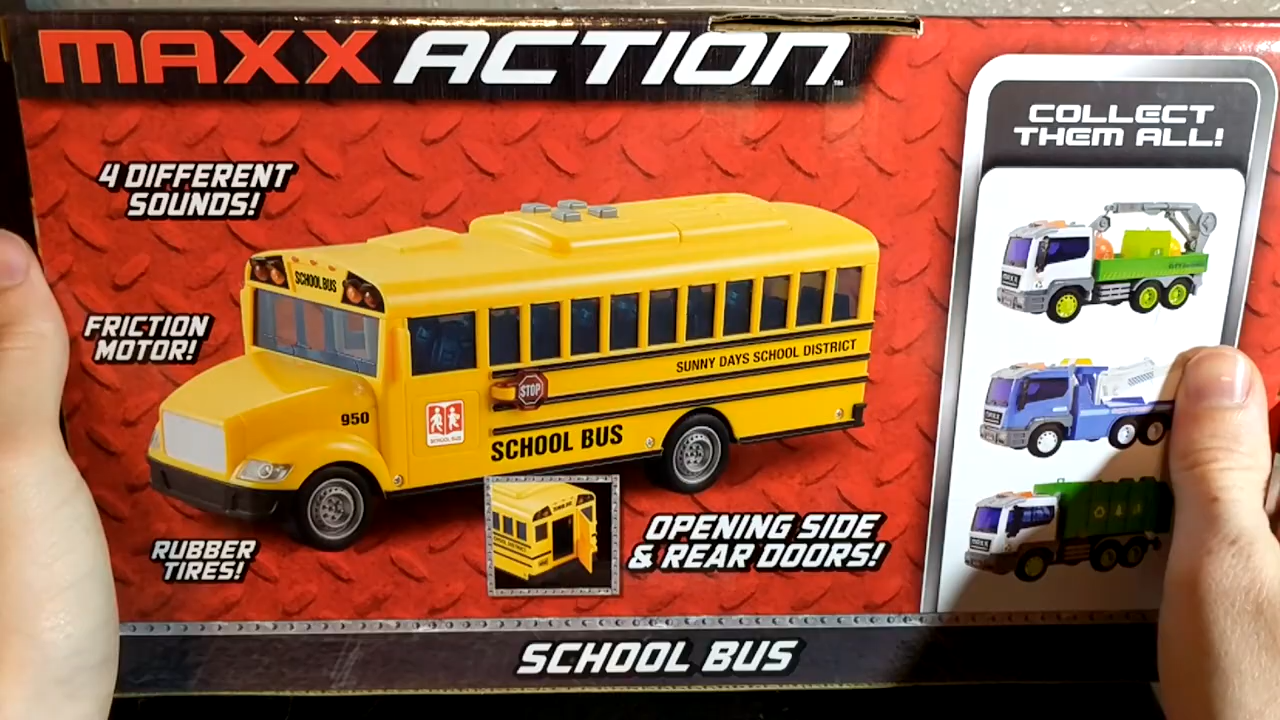 MAXX ACTION™
4 DIFFERENT
SOUNDS!
FRICTION
MOTOR!
RUBBER
TIRES!
SCHOOL BUS
950
SCHOOL BUS
STOP
SUNNY DAYS SCHOOL DISTRICT
SCHOOL BUS
OPENING SIDE
& REAR DOORS!
SCHOOL BUS
COLLECT
THEM ALL!